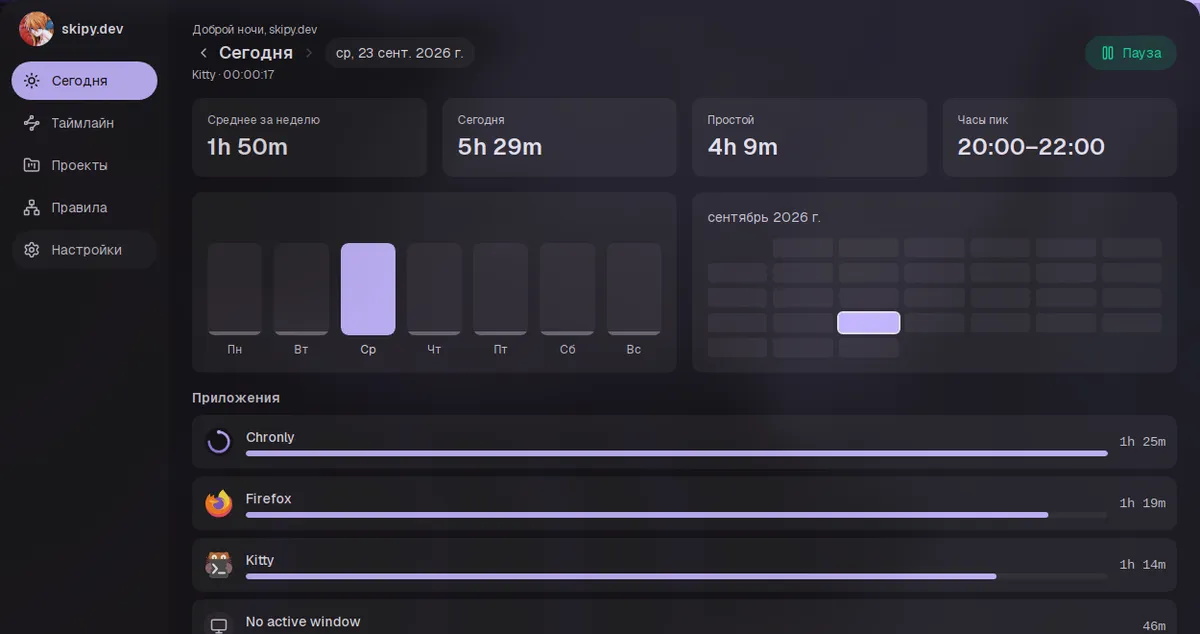 skipy.dev
Сегодня
Таймлайн
Проекты
Правила
Настройки
Доброй ночи, skipy.dev
Сегодня
ср, 23 сент. 2026 г.
Kitty · 00:00:17
Пауза
Среднее за неделю
1h 50m
Сегодня
5h 29m
Простой
4h 9m
Часы пик
20:00–22:00
Пн Вт Ср Чт Пт Сб Вс
сентябрь 2026 г.
Приложения
Chronly
1h 25m
Firefox
1h 19m
Kitty
1h 14m
No active window
46m